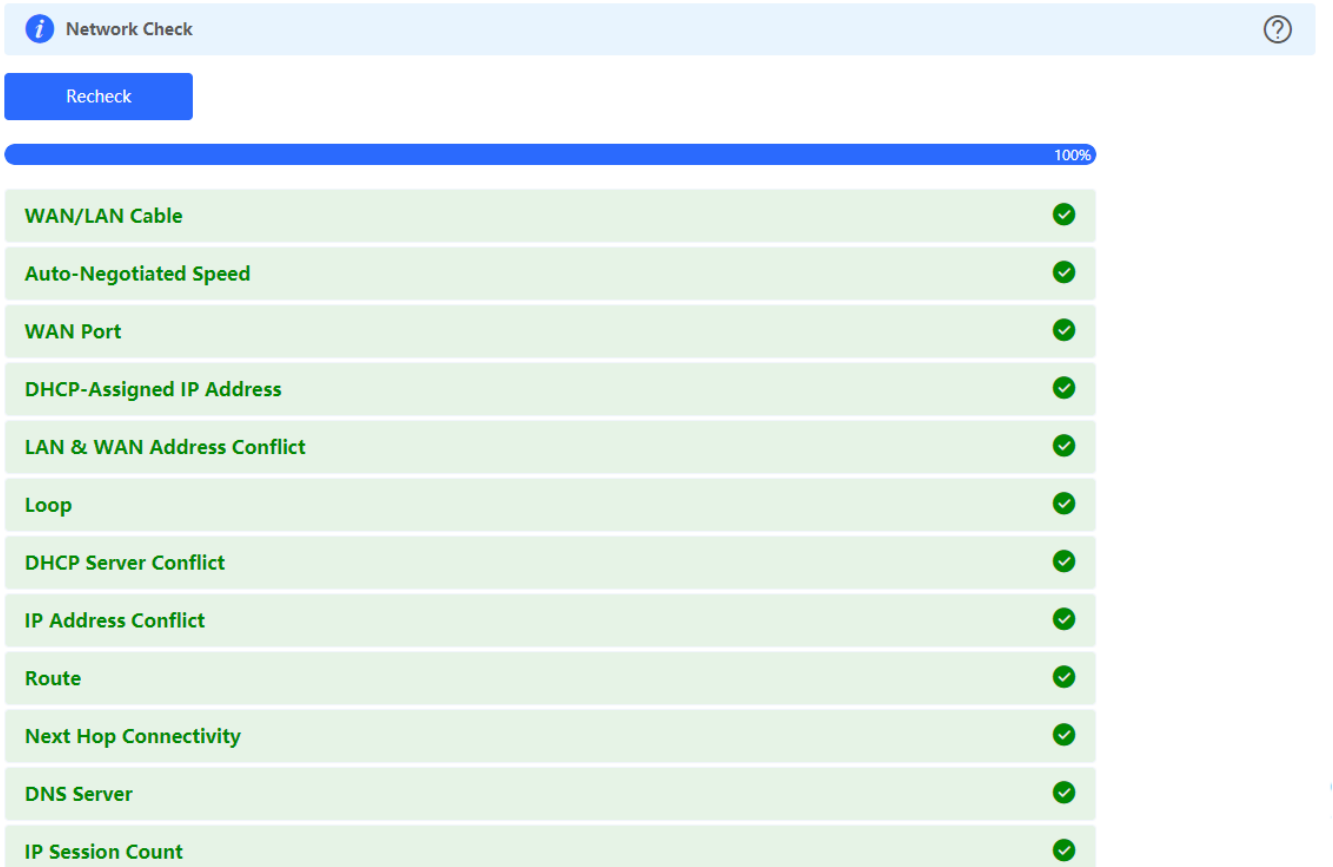 Network Check
Recheck
100%
WAN/LAN Cable
Auto-Negotiated Speed
WAN Port
DHCP-Assigned IP Address
LAN & WAN Address Conflict
Loop
DHCP Server Conflict
IP Address Conflict
Route
Next Hop Connectivity
DNS Server
IP Session Count